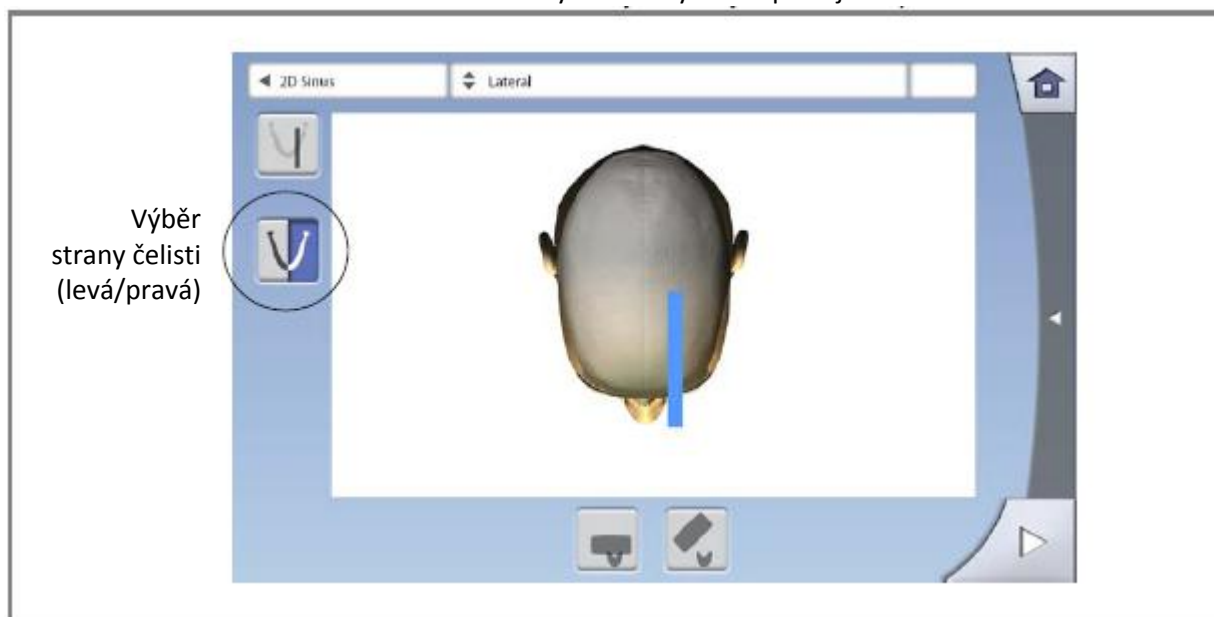 2D Sinus
Lateral
Výběr
strany čelisti
(levá/pravá)